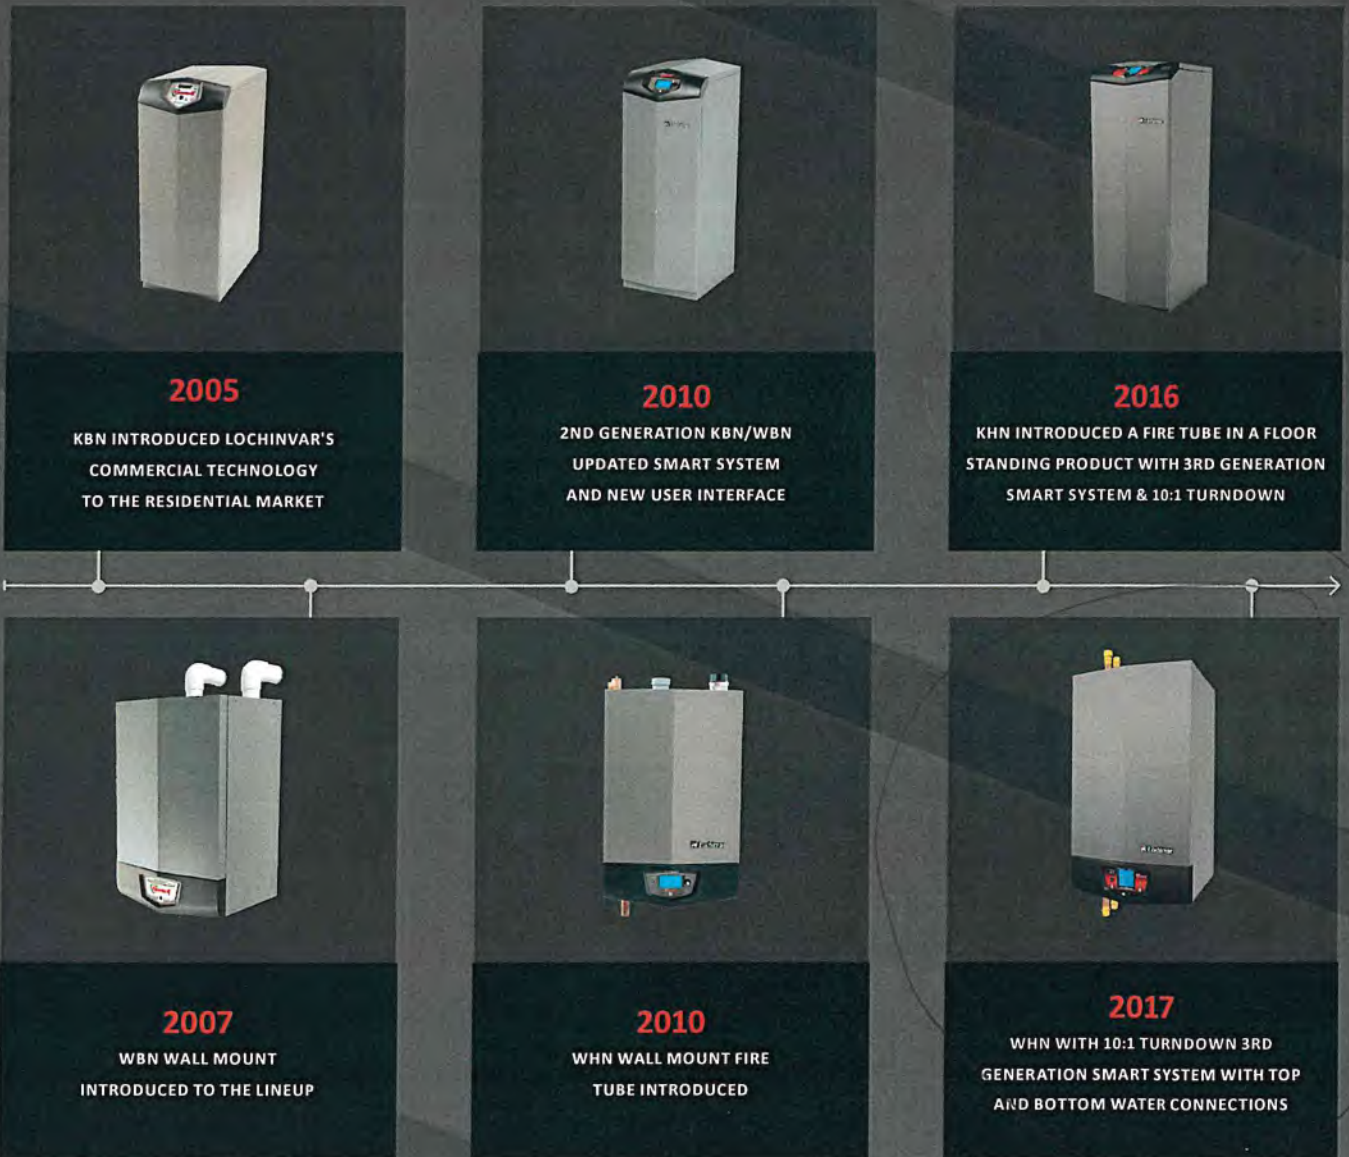 2005
KBN INTRODUCED LOCHINVAR'S
COMMERCIAL TECHNOLOGY
TO THE RESIDENTIAL MARKET
2010
2ND GENERATION KBN/WBN
UPDATED SMART SYSTEM
AND NEW USER INTERFACE
2016
KHN INTRODUCED A FIRE TUBE IN A FLOOR
STANDING PRODUCT WITH 3RD GENERATION
SMART SYSTEM & 10:1 TURNDOWN
2007
WBN WALL MOUNT
INTRODUCED TO THE LINEUP
2010
WHN WALL MOUNT FIRE
TUBE INTRODUCED
2017
WHN WITH 10:1 TURNDOWN 3RD
GENERATION SMART SYSTEM WITH TOP
AND BOTTOM WATER CONNECTIONS